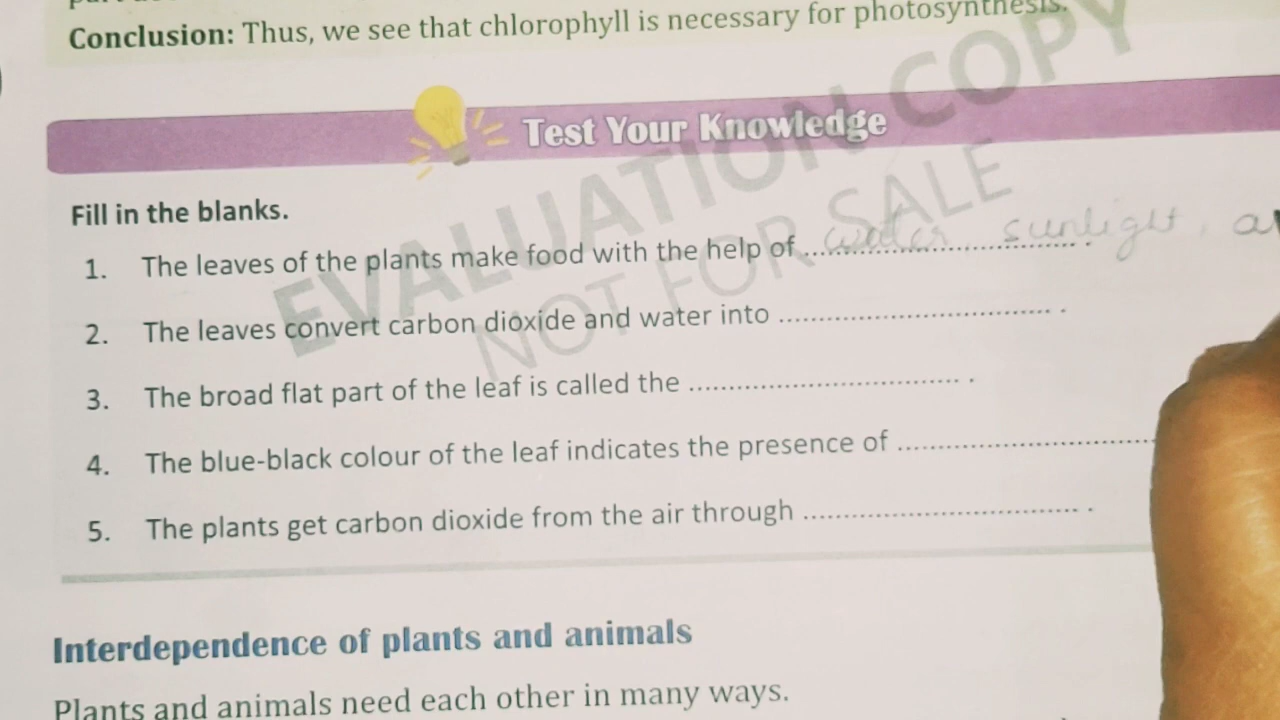 Conclusion: Thus, we see that chlorophyll is necessary for photosynthesis.
Test Your Knowledge
EVALUATION COPY
NOT FOR SALE
Fill in the blanks.
1. The leaves of the plants make food with the help of .................................... . water sunlight,
2. The leaves convert carbon dioxide and water into .................................... .
3. The broad flat part of the leaf is called the .................................... .
4. The blue-black colour of the leaf indicates the presence of ....................................
5. The plants get carbon dioxide from the air through .................................... .
Interdependence of plants and animals
Plants and animals need each other in many ways.